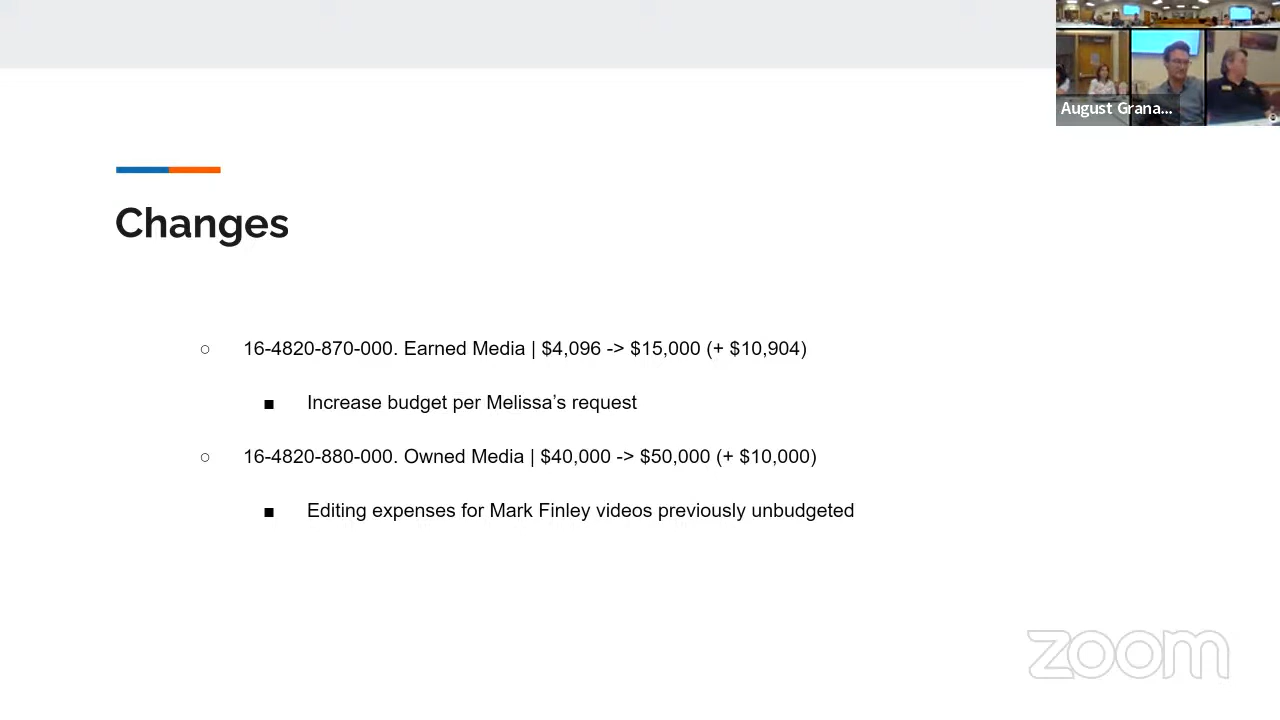 August Grana...
Changes
16-4820-870-000. Earned Media | $4,096 -> $15,000 (+ $10,904)
Increase budget per Melissa’s request
16-4820-880-000. Owned Media | $40,000 -> $50,000 (+ $10,000)
Editing expenses for Mark Finley videos previously unbudgeted
zoom